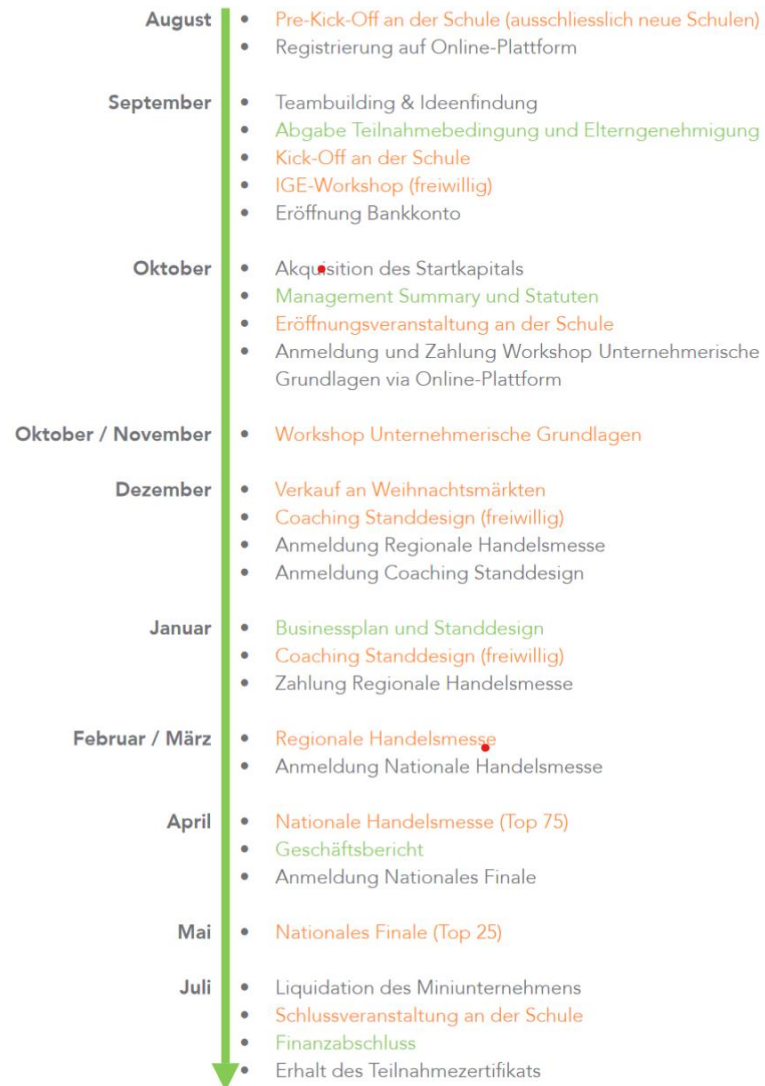 August
Pre-Kick-Off an der Schule (ausschliesslich neue Schulen)
Registrierung auf Online-Plattform
September
Teambuilding & Ideenfindung
Abgabe Teilnahmebedingung und Elterngenehmigung
Kick-Off an der Schule
IGE-Workshop (freiwillig)
Eröffnung Bankkonto
Oktober
Akquisition des Startkapitals
Management Summary und Statuten
Eröffnungsveranstaltung an der Schule
Anmeldung und Zahlung Workshop Unternehmerische
Grundlagen via Online-Plattform
Oktober / November
Workshop Unternehmerische Grundlagen
Dezember
Verkauf an Weihnachtsmärkten
Coaching Standdesign (freiwillig)
Anmeldung Regionale Handelsmesse
Anmeldung Coaching Standdesign
Januar
Businessplan und Standdesign
Coaching Standdesign (freiwillig)
Zahlung Regionale Handelsmesse
Februar / März
Regionale Handelsmesse
Anmeldung Nationale Handelsmesse
April
Nationale Handelsmesse (Top 75)
Geschäftsbericht
Anmeldung Nationales Finale
Mai
Nationales Finale (Top 25)
Juli
Liquidation des Miniunternehmens
Schlussveranstaltung an der Schule
Finanzabschluss
Erhalt des Teilnahmezertifikats